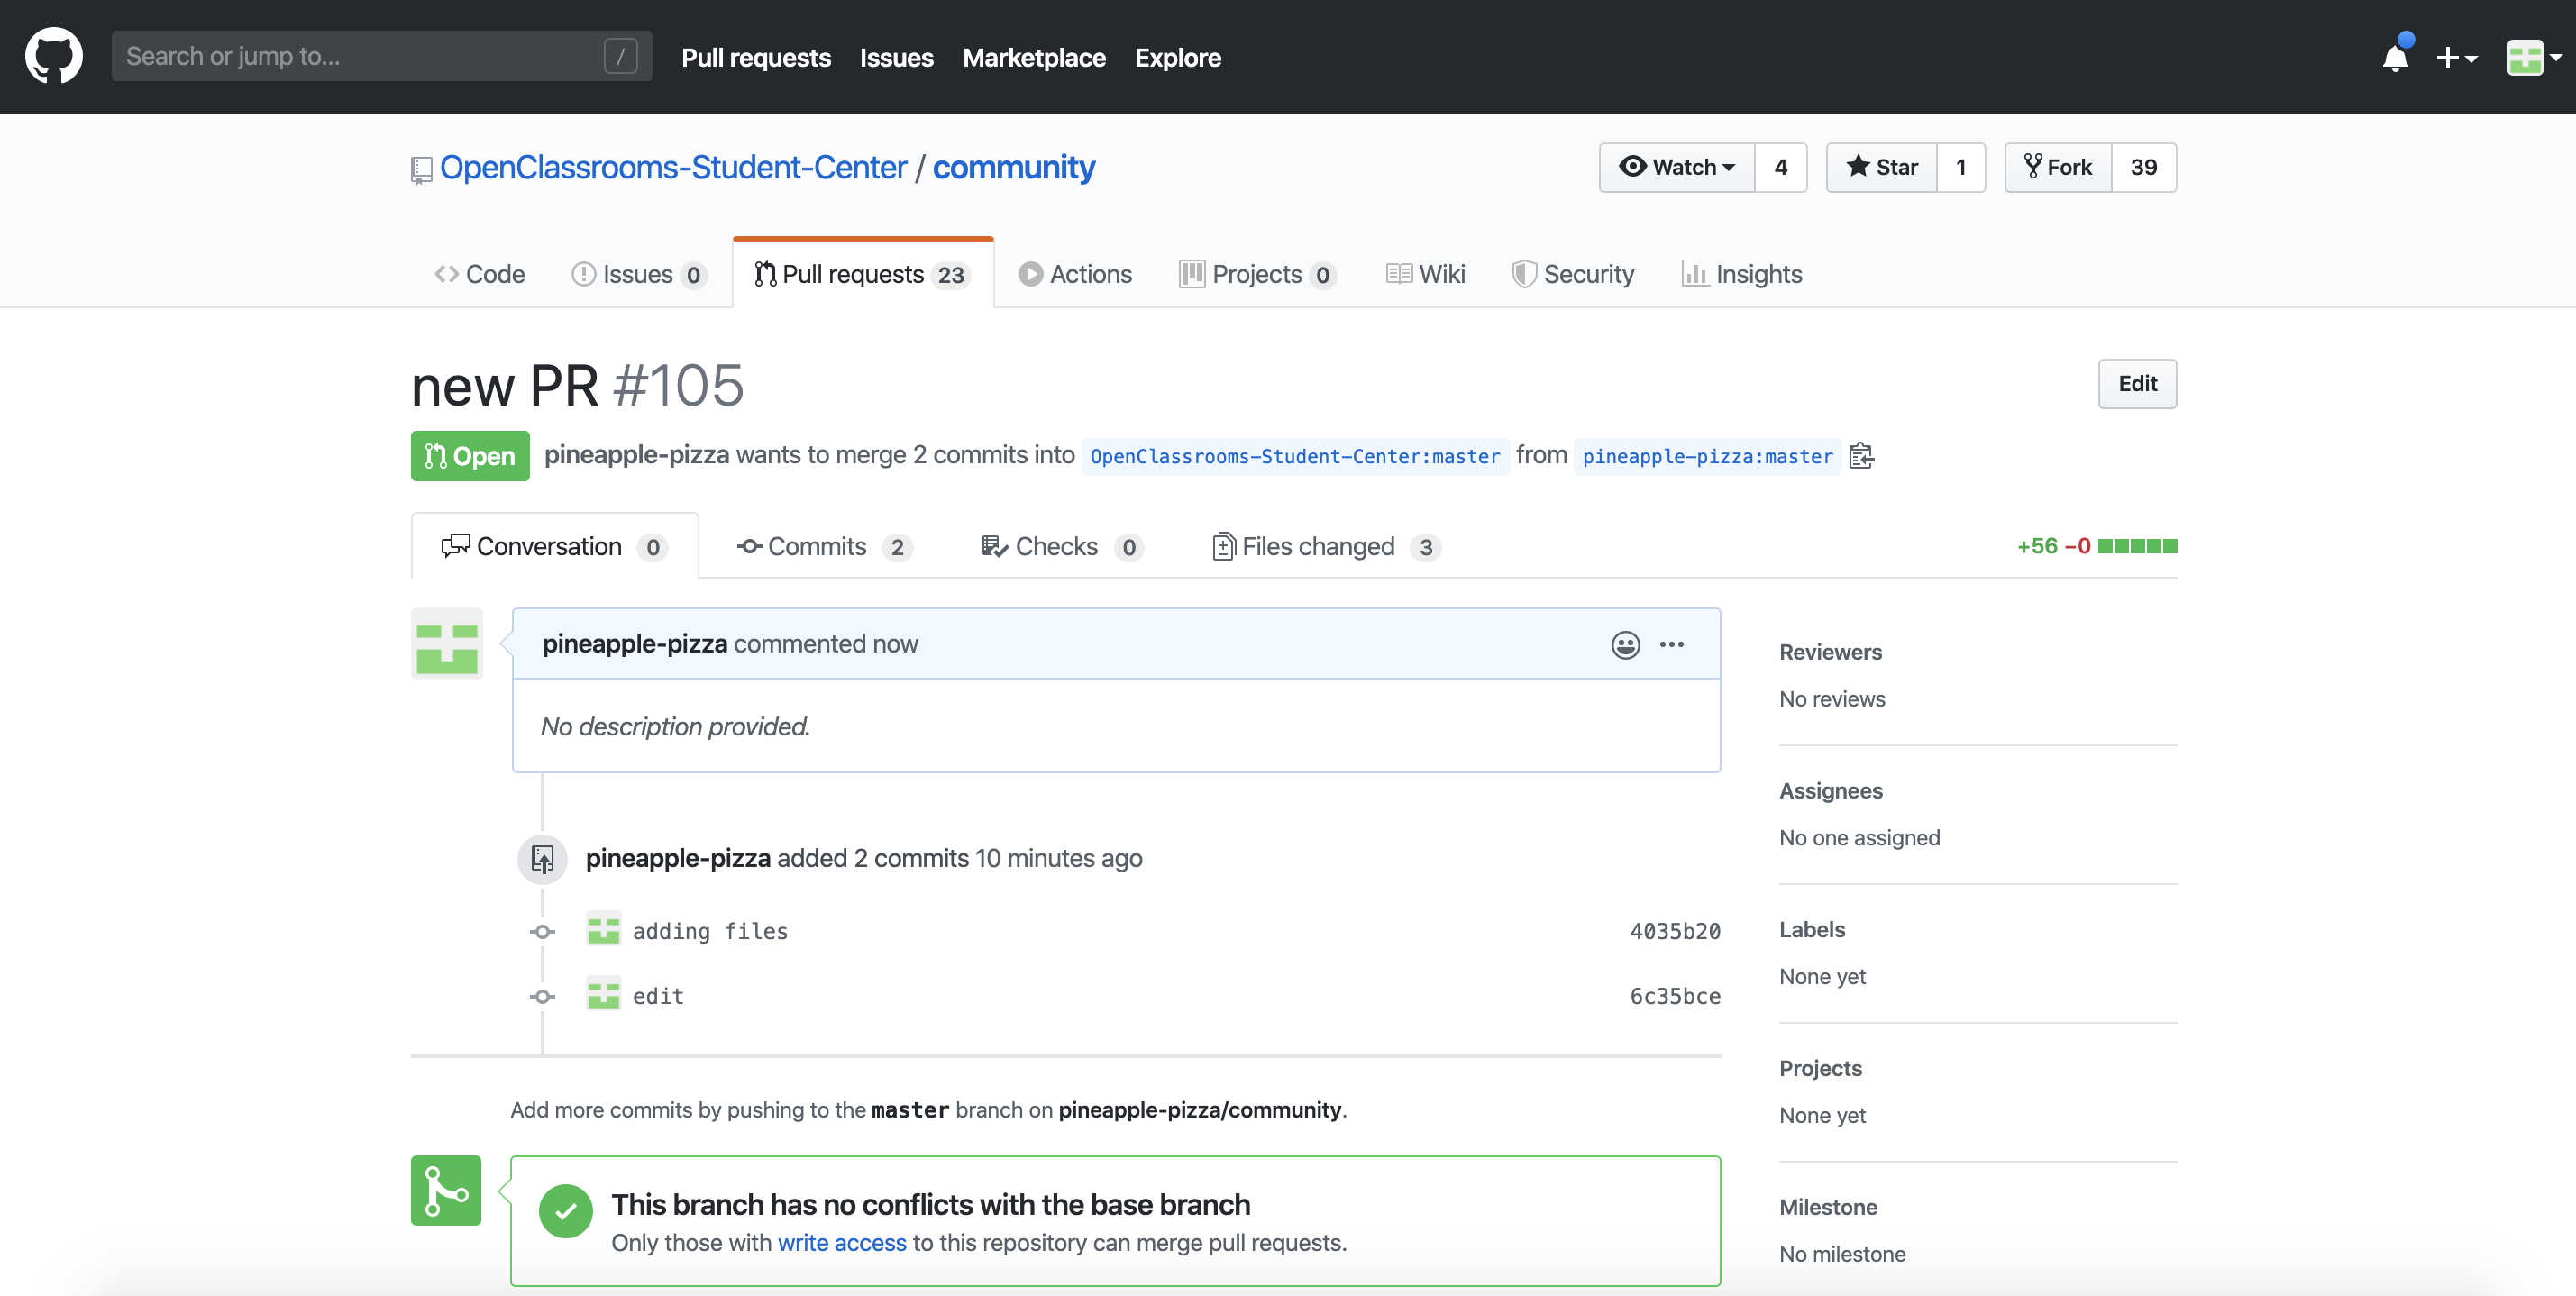 Search or jump to... /
Pull requests Issues Marketplace Explore
OpenClassrooms-Student-Center / community
Watch 4 Star 1 Fork 39
Code Issues 0 Pull requests 23 Actions Projects 0 Wiki Security Insights
new PR #105
Edit
Open pineapple-pizza wants to merge 2 commits into OpenClassrooms-Student-Center:master from pineapple-pizza:master
Conversation 0 Commits 2 Checks 0 Files changed 3
+56 −0
pineapple-pizza commented now
No description provided.
pineapple-pizza added 2 commits 10 minutes ago
adding files 4035b20
edit 6c35bce
Add more commits by pushing to the master branch on pineapple-pizza/community.
This branch has no conflicts with the base branch
Only those with write access to this repository can merge pull requests.
Reviewers
No reviews
Assignees
No one assigned
Labels
None yet
Projects
None yet
Milestone
No milestone